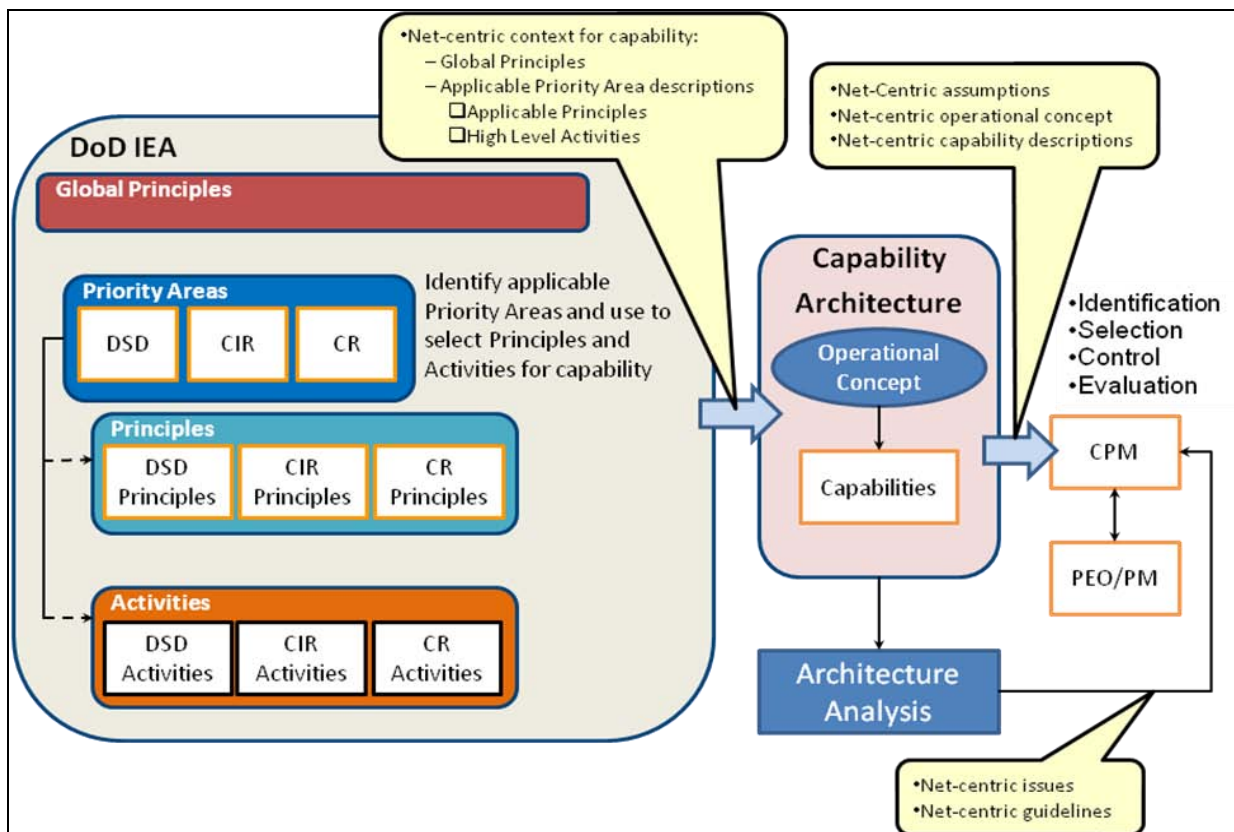 •Net-centric context for capability:
– Global Principles
– Applicable Priority Area descriptions
❑Applicable Principles
❑High Level Activities
•Net-Centric assumptions
•Net-centric operational concept
•Net-centric capability descriptions
DoD IEA
Global Principles
Priority Areas
DSD
CIR
CR
Identify applicable
Priority Areas and use to
select Principles and
Activities for capability
Principles
DSD
Principles
CIR
Principles
CR
Principles
Activities
DSD
Activities
CIR
Activities
CR
Activities
Capability
Architecture
Operational
Concept
Capabilities
Architecture
Analysis
•Identification
•Selection
•Control
•Evaluation
CPM
PEO/PM
•Net-centric issues
•Net-centric guidelines